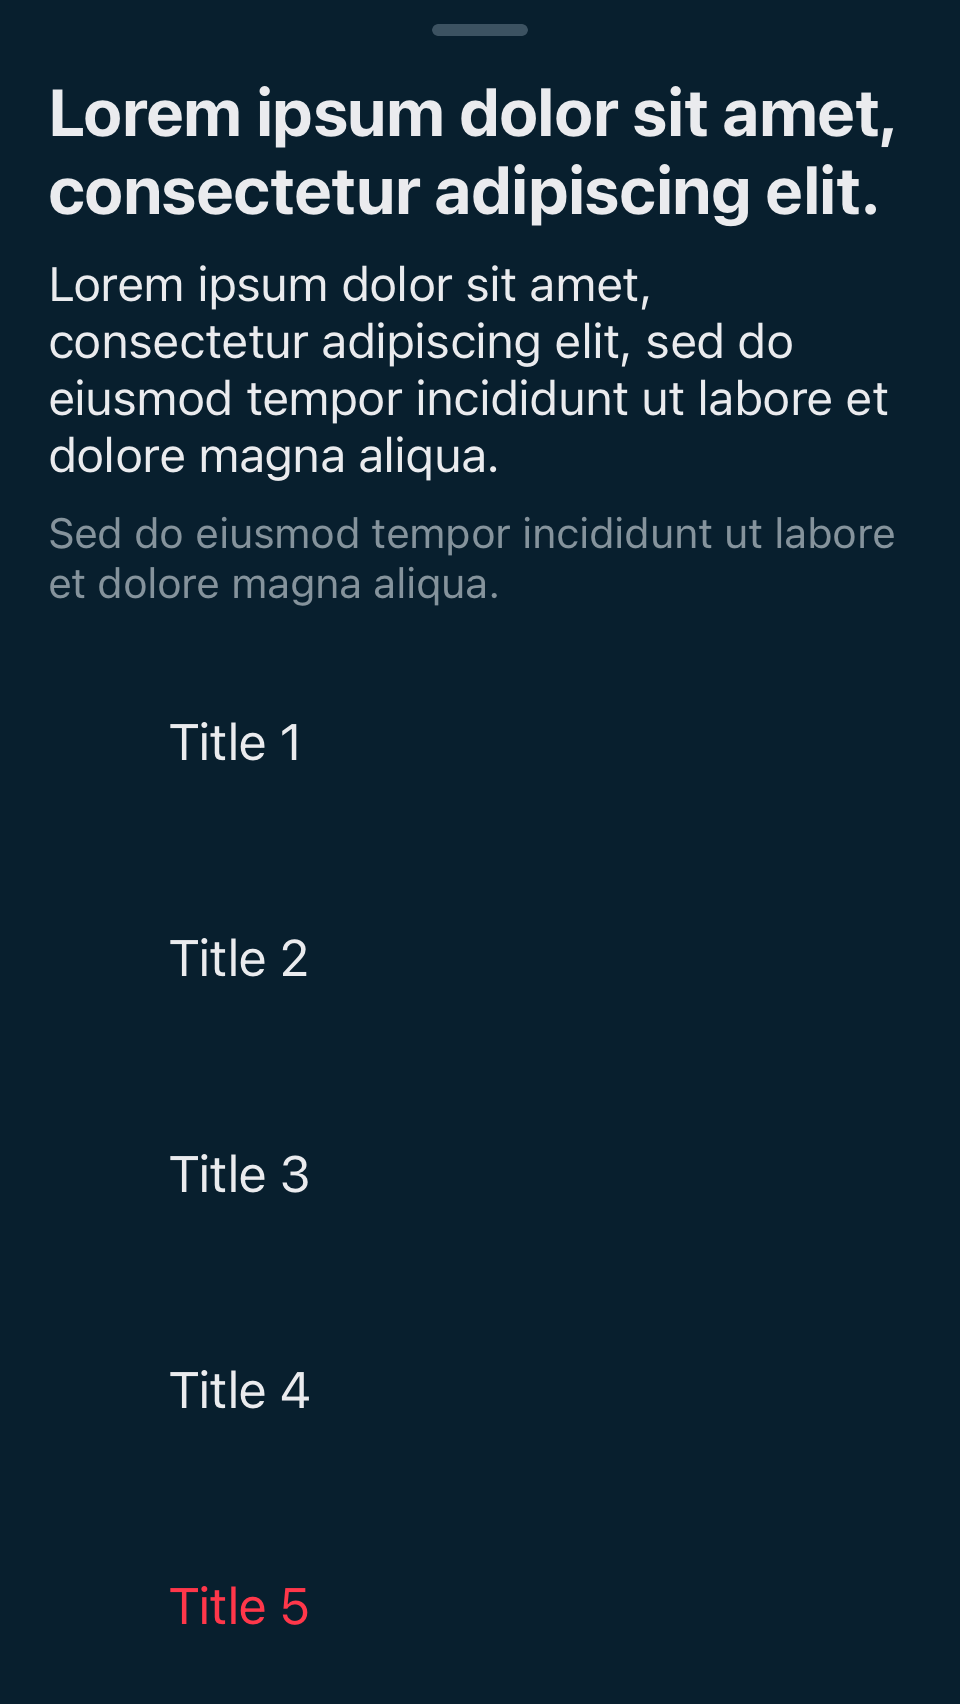 Lorem ipsum dolor sit amet,
consectetur adipiscing elit.
Lorem ipsum dolor sit amet,
consectetur adipiscing elit, sed do
eiusmod tempor incididunt ut labore et
dolore magna aliqua.
Sed do eiusmod tempor incididunt ut labore
et dolore magna aliqua.
Title 1
Title 2
Title 3
Title 4
Title 5